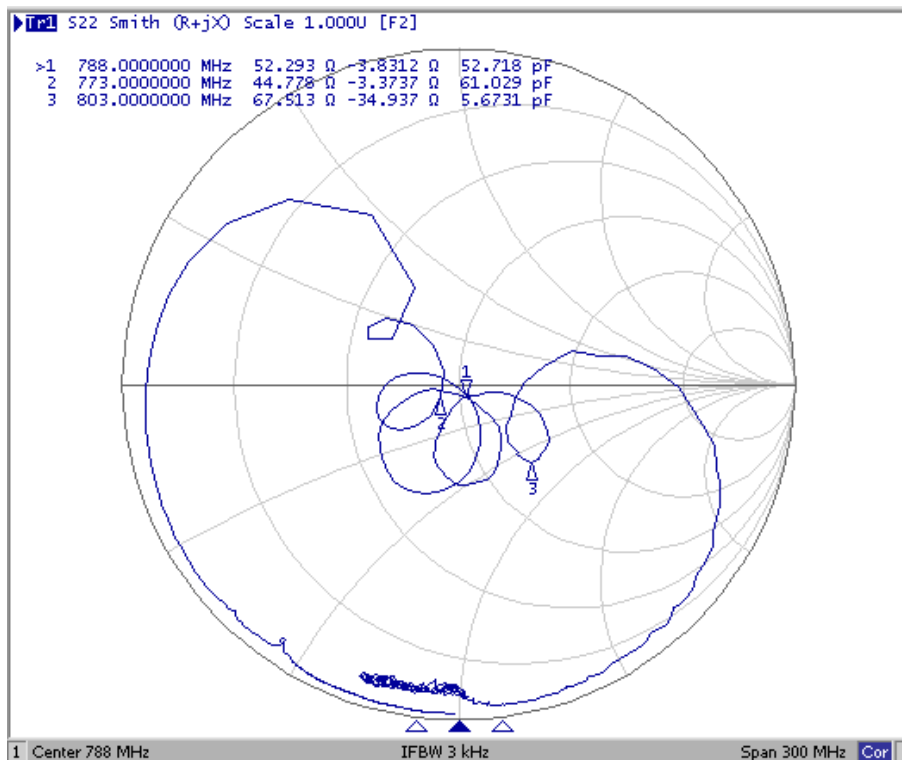 ▶Tr1 S22 Smith (R+jX) Scale 1.000U [F2]
>1 788.0000000 MHz 52.293 Ω -3.8312 Ω 52.718 pF
2 773.0000000 MHz 44.778 Ω -3.3737 Ω 61.029 pF
3 803.0000000 MHz 67.513 Ω -34.937 Ω 5.6731 pF
1
2
3
1 Center 788 MHz IFBW 3 kHz Span 300 MHz Cor